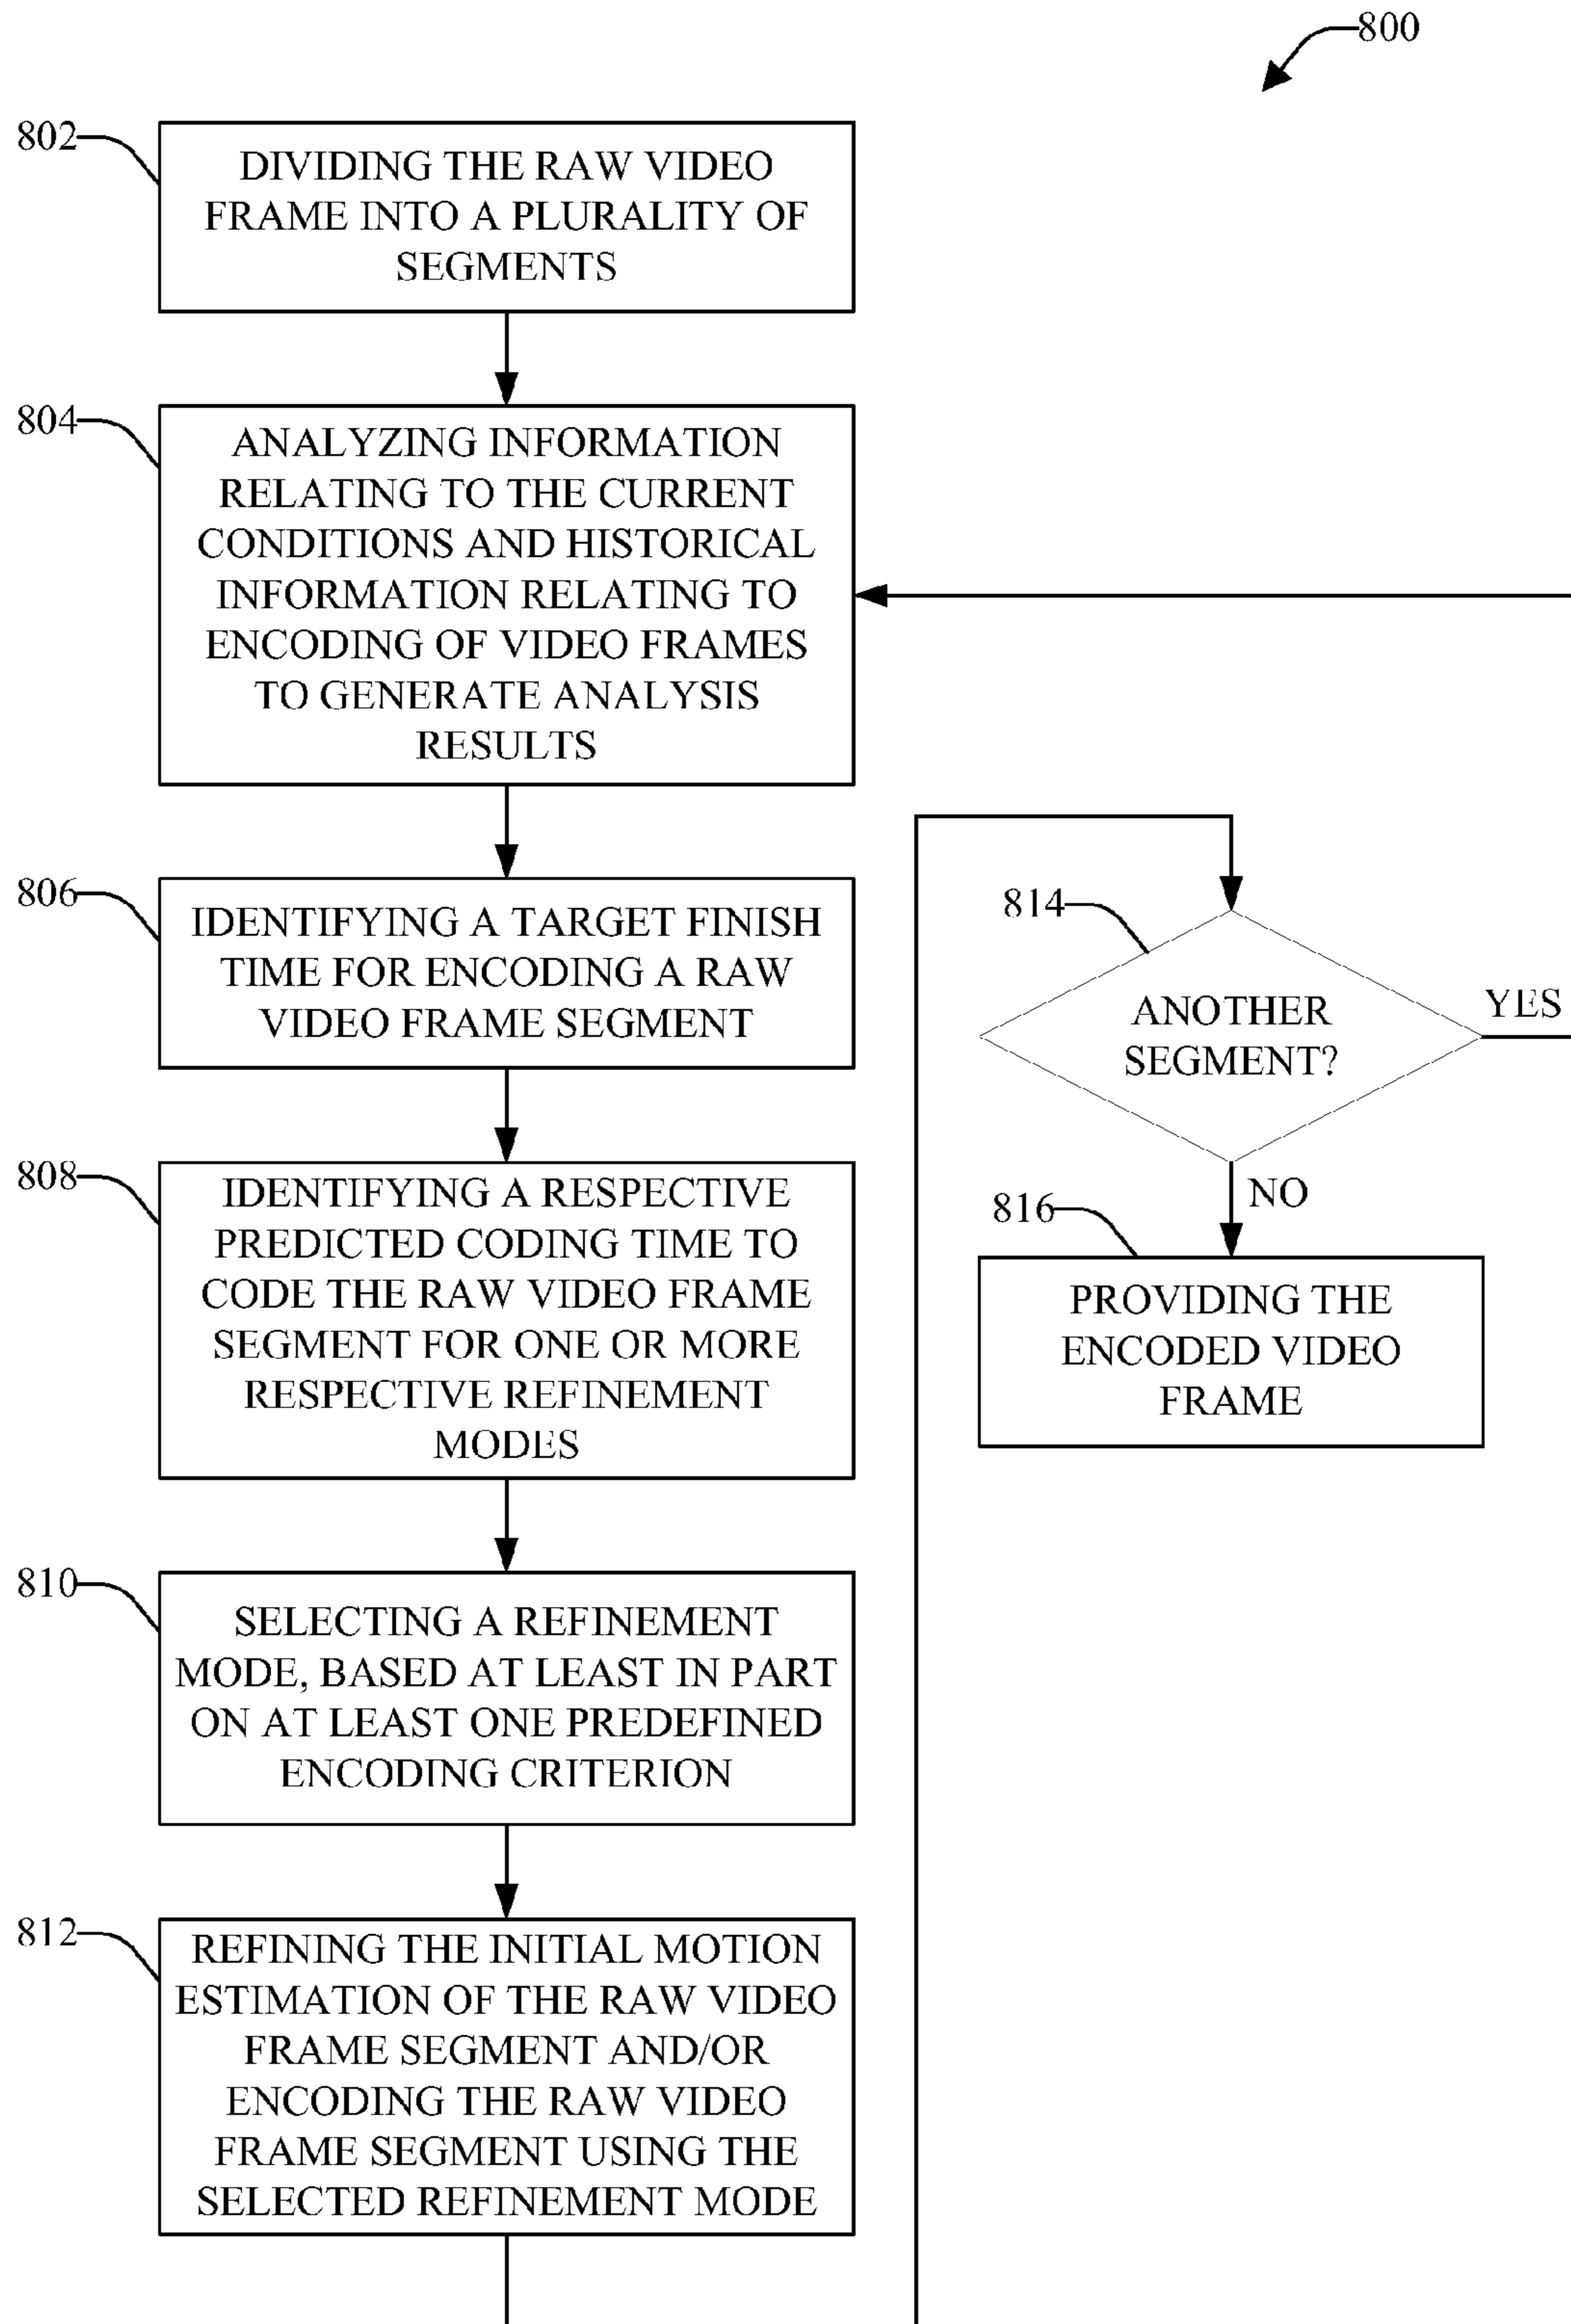 800
802
DIVIDING THE RAW VIDEO
FRAME INTO A PLURALITY OF
SEGMENTS
804
ANALYZING INFORMATION
RELATING TO THE CURRENT
CONDITIONS AND HISTORICAL
INFORMATION RELATING TO
ENCODING OF VIDEO FRAMES
TO GENERATE ANALYSIS
RESULTS
806
IDENTIFYING A TARGET FINISH
TIME FOR ENCODING A RAW
VIDEO FRAME SEGMENT
808
IDENTIFYING A RESPECTIVE
PREDICTED CODING TIME TO
CODE THE RAW VIDEO FRAME
SEGMENT FOR ONE OR MORE
RESPECTIVE REFINEMENT
MODES
810
SELECTING A REFINEMENT
MODE, BASED AT LEAST IN PART
ON AT LEAST ONE PREDEFINED
ENCODING CRITERION
812
REFINING THE INITIAL MOTION
ESTIMATION OF THE RAW VIDEO
FRAME SEGMENT AND/OR
ENCODING THE RAW VIDEO
FRAME SEGMENT USING THE
SELECTED REFINEMENT MODE
814
ANOTHER
SEGMENT?
YES
NO
816
PROVIDING THE
ENCODED VIDEO
FRAME